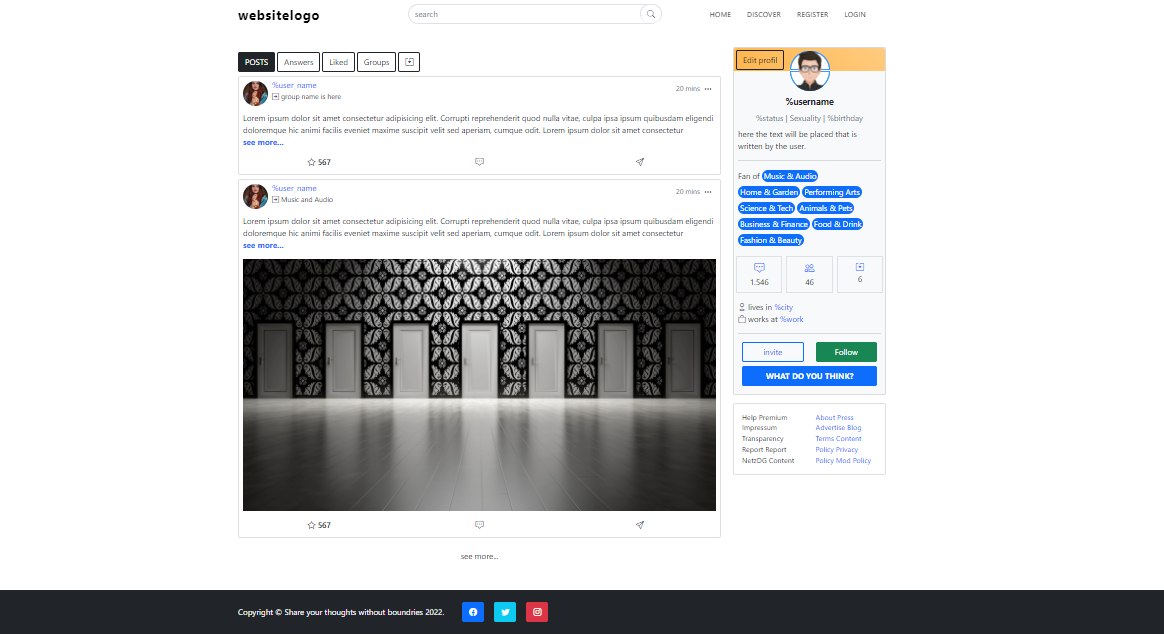 websitelogo
search
HOME DISCOVER REGISTER LOGIN
POSTS Answers Liked Groups
%user_name
group name is here
20 mins
Lorem ipsum dolor sit amet consectetur adipisicing elit. Corrupti reprehenderit quod nulla vitae, culpa ipsa ipsum quibusdam eligendi
doloremque hic animi facilis eveniet maxime suscipit velit sed aperiam, cumque odit. Lorem ipsum dolor sit amet consectetur
see more...
567
%user_name
Music and Audio
20 mins
Lorem ipsum dolor sit amet consectetur adipisicing elit. Corrupti reprehenderit quod nulla vitae, culpa ipsa ipsum quibusdam eligendi
doloremque hic animi facilis eveniet maxime suscipit velit sed aperiam, cumque odit. Lorem ipsum dolor sit amet consectetur
see more...
567
see more...
Edit profil
%username
%status | Sexuality | %birthday
here the text will be placed that is
written by the user.
Fan of Music & Audio
Home & Garden Performing Arts
Science & Tech Animals & Pets
Business & Finance Food & Drink
Fashion & Beauty
1.546 46 6
lives in %city
works at %work
invite Follow
WHAT DO YOU THINK?
Help Premium About Press
Impressum Advertise Blog
Transparency Terms Content
Report Report Policy Privacy
NetzDG Content Policy Mod Policy
Copyright © Share your thoughts without boundries 2022.